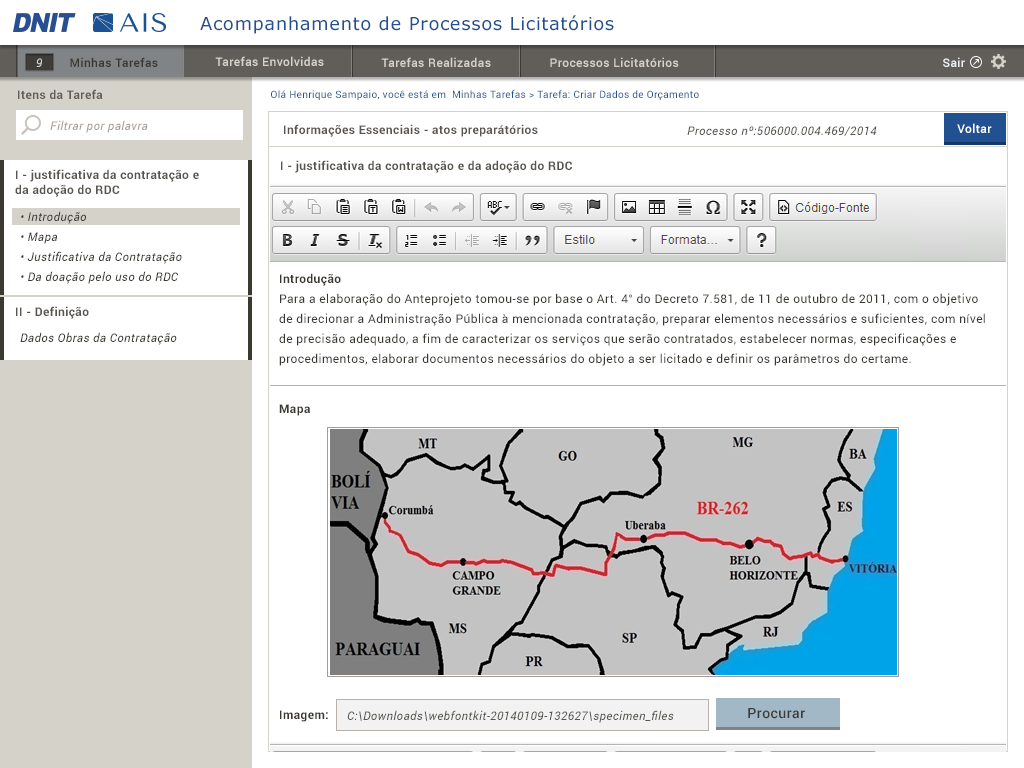 DNIT AIS Acompanhamento de Processos Licitatórios
9 Minhas Tarefas Tarefas Envolvidas Tarefas Realizadas Processos Licitatórios Sair
Itens da Tarefa
Filtrar por palavra
I - justificativa da contratação e
da adoção do RDC
• Introdução
• Mapa
• Justificativa da Contratação
• Da doação pelo uso do RDC
II - Definição
Dados Obras da Contratação
Olá Henrique Sampaio, você está em Minhas Tarefas > Tarefa: Criar Dados de Orçamento
Informações Essenciais - atos preparátórios Processo nº:506000.004.469/2014 Voltar
I - justificativa da contratação e da adoção do RDC
ABC Ω Código-Fonte
B I S Ix Estilo Formata... ?
Introdução
Para a elaboração do Anteprojeto tomou-se por base o Art. 4° do Decreto 7.581, de 11 de outubro de 2011, com o objetivo
de direcionar a Administração Pública à mencionada contratação, preparar elementos necessários e suficientes, com nível
de precisão adequado, a fim de caracterizar os serviços que serão contratados, estabelecer normas, especificações e
procedimentos, elaborar documentos necessários do objeto a ser licitado e definir os parâmetros do certame.
Mapa
MT
GO
MG
BA
BOLÍ
VIA
Corumbá
BR-262
ES
Uberaba
BELO
HORIZONTE
VITÓRIA
CAMPO
GRANDE
MS
SP
RJ
PARAGUAI
PR
Imagem: C:\Downloads\webfontkit-20140109-132627\specimen_files Procurar